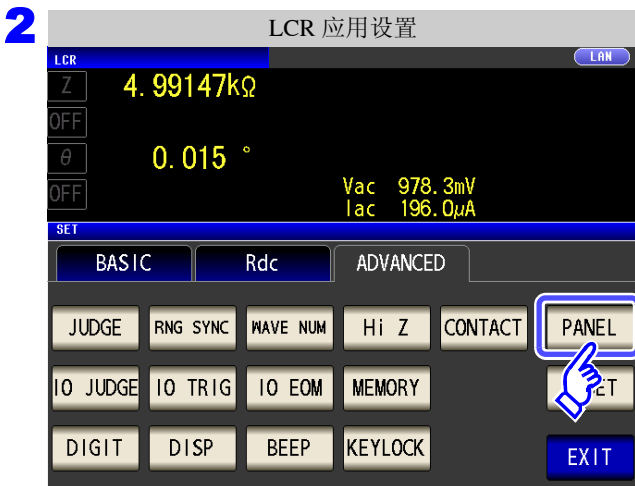 2
LCR 应用设置
LCR LAN
Z 4.99147kΩ
OFF
θ 0.015 °
OFF Vac 978.3mV
Iac 196.0μA
SET
BASIC Rdc ADVANCED
JUDGE RNG SYNC WAVE NUM Hi Z CONTACT PANEL
IO JUDGE IO TRIG IO EOM MEMORY
DIGIT DISP BEEP KEYLOCK EXIT